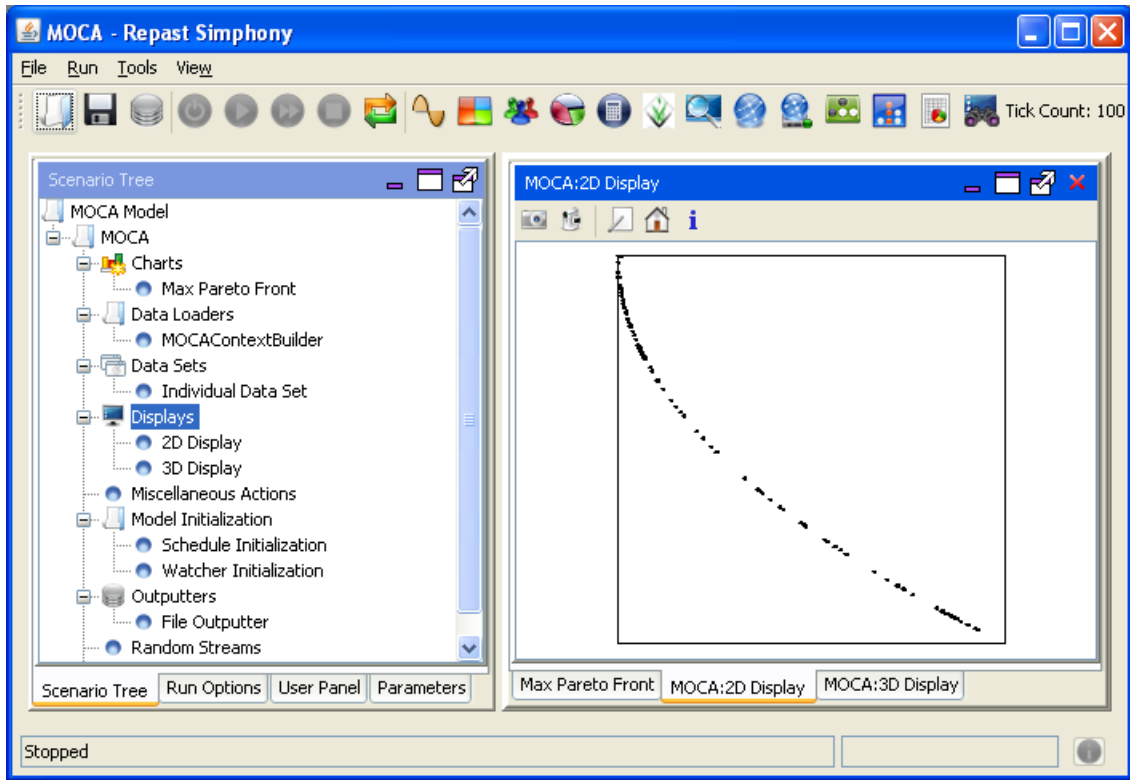 MOCA - Repast Simphony
File Run Tools View
Tick Count: 100
Scenario Tree
MOCA Model
MOCA
Charts
Max Pareto Front
Data Loaders
MOCAContextBuilder
Data Sets
Individual Data Set
Displays
2D Display
3D Display
Miscellaneous Actions
Model Initialization
Schedule Initialization
Watcher Initialization
Outputters
File Outputter
Random Streams
Scenario Tree Run Options User Panel Parameters
MOCA:2D Display
i
Max Pareto Front MOCA:2D Display MOCA:3D Display
Stopped